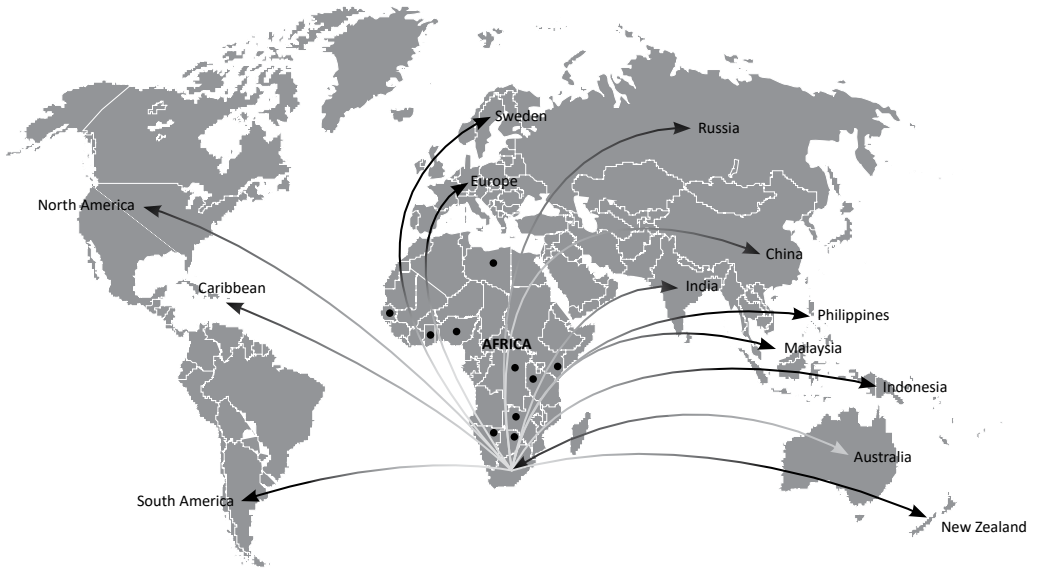 Sweden
Russia
Europe
North America
China
Caribbean
India
Philippines
AFRICA
Malaysia
Indonesia
Australia
South America
New Zealand